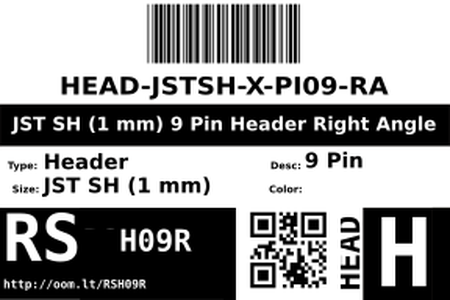 HEAD-JSTSH-X-PI09-RA
JST SH (1 mm) 9 Pin Header Right Angle
Type: Header
Desc: 9 Pin
Size: JST SH (1 mm)
Color:
RS H09R
HEAD
H
http://oom.lt/RSH09R